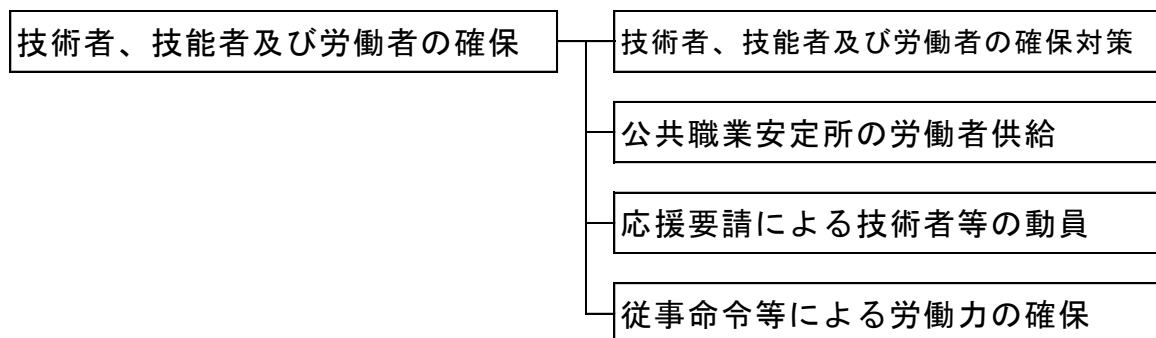 技術者、技能者及び労働者の確保
技術者、技能者及び労働者の確保対策
公共職業安定所の労働者供給
応援要請による技術者等の動員
従事命令等による労働力の確保